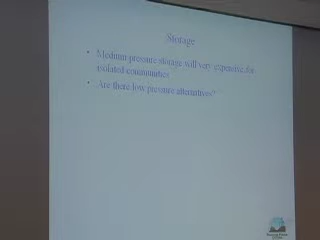 Storage
• Medium pressure storage will very expensive for
isolated communities
• Are there low pressure alternatives?